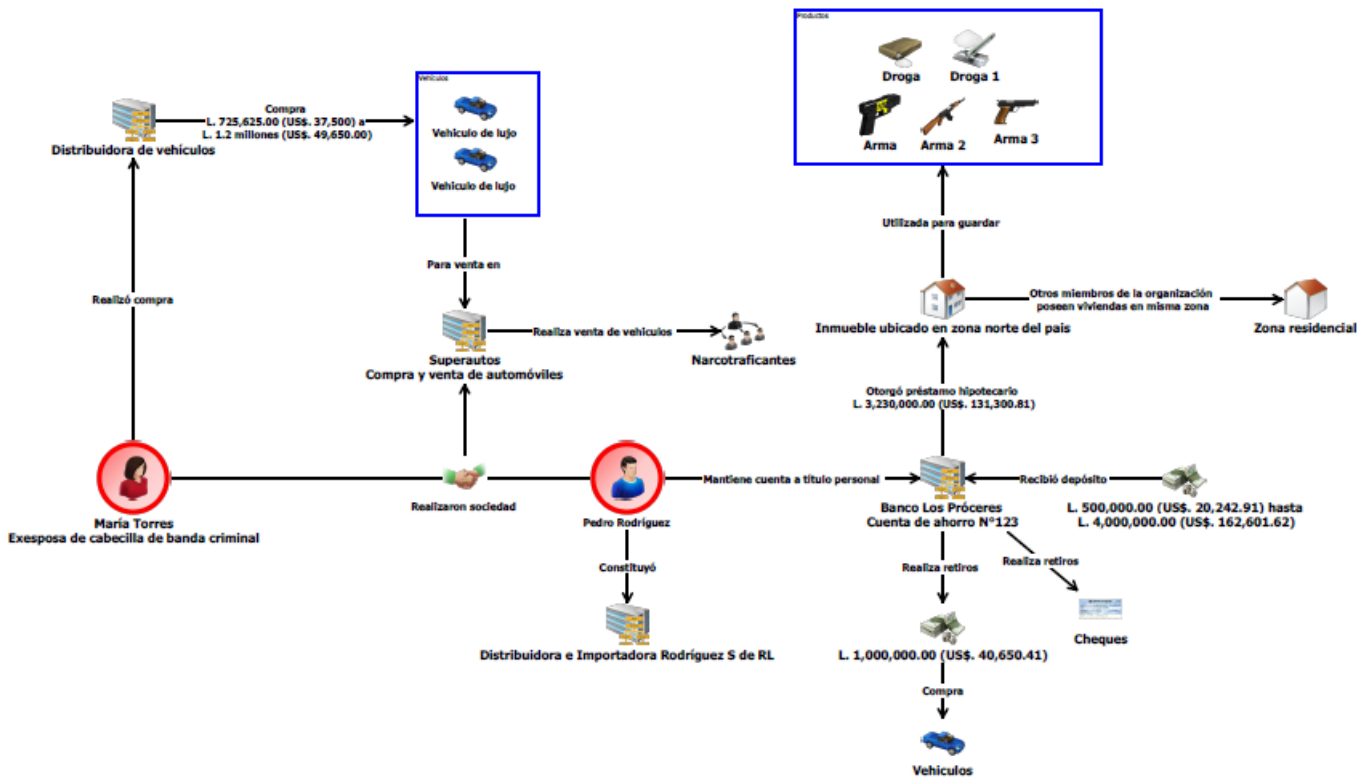 Productos
Droga
Droga 1
Arma
Arma 2
Arma 3
Vehículos
Vehiculo de lujo
Vehiculo de lujo
Compra
L. 725,625.00 (US$. 37,500) a
L. 1.2 millones (US$. 49,650.00)
Distribuidora de vehículos
Utilizada para guardar
Para venta en
Realizó compra
Otros miembros de la organización
poseen viviendas en misma zona
Inmueble ubicado en zona norte del pais
Zona residencial
Realiza venta de vehiculos
Superautos
Compra y venta de automóviles
Narcotraficantes
Otorgó préstamo hipotecario
L. 3,230,000.00 (US$. 131,300.81)
Mantiene cuenta a título personal
Recibió depósito
Realizaron sociedad
María Torres
Exesposa de cabecilla de banda criminal
Pedro Rodríguez
Banco Los Próceres
Cuenta de ahorro N°123
L. 500,000.00 (US$. 20,242.91) hasta
L. 4,000,000.00 (US$. 162,601.62)
Constituyó
Realiza retiros
Realiza retiros
Cheques
Distribuidora e Importadora Rodríguez S de RL
L. 1,000,000.00 (US$. 40,650.41)
Compra
Vehiculos